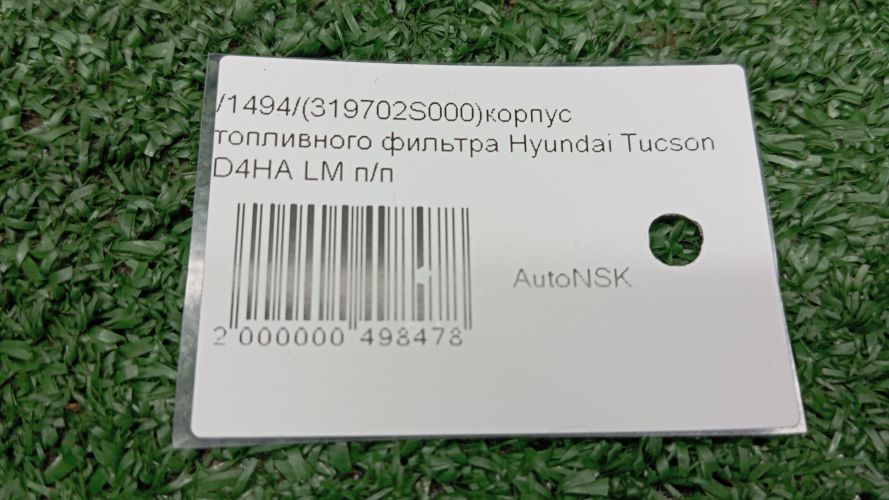 /1494/(319702S000)корпус
топливного фильтра Hyundai Tucson
D4HA LM п/п
AutoNSK
2 000000 498478